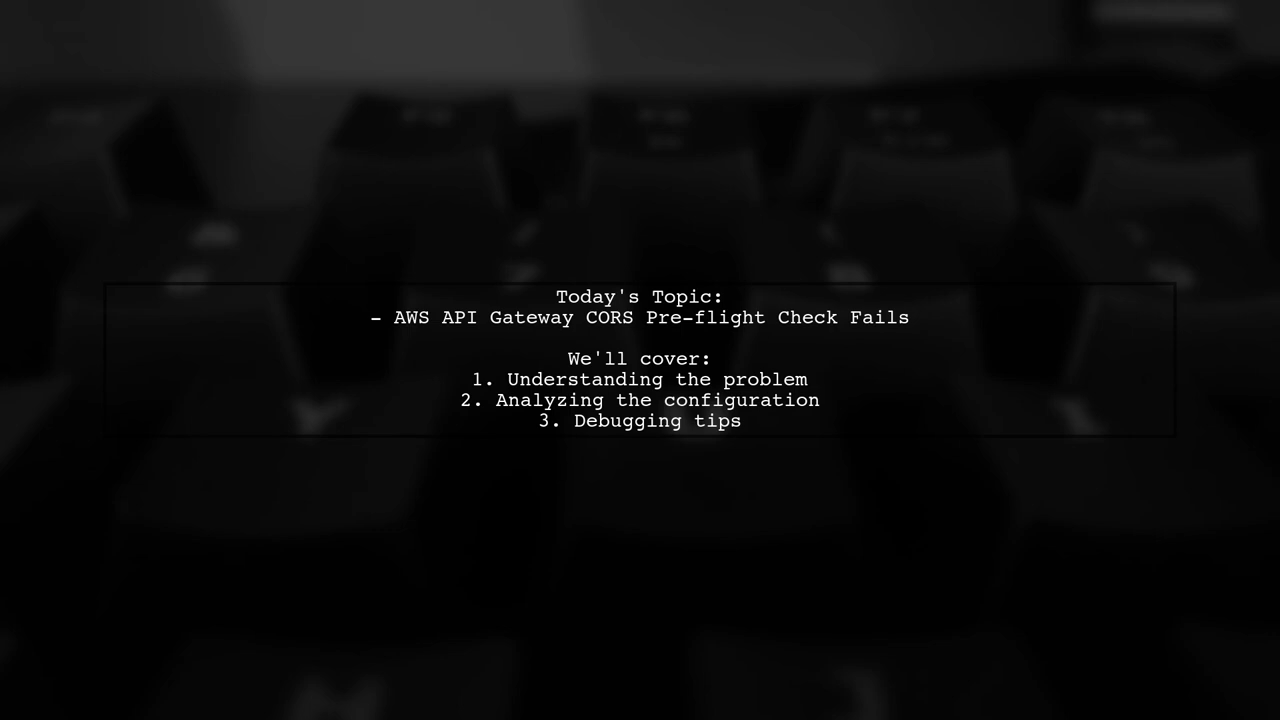 Today's Topic:
- AWS API Gateway CORS Pre-flight Check Fails
We'll cover:
1. Understanding the problem
2. Analyzing the configuration
3. Debugging tips